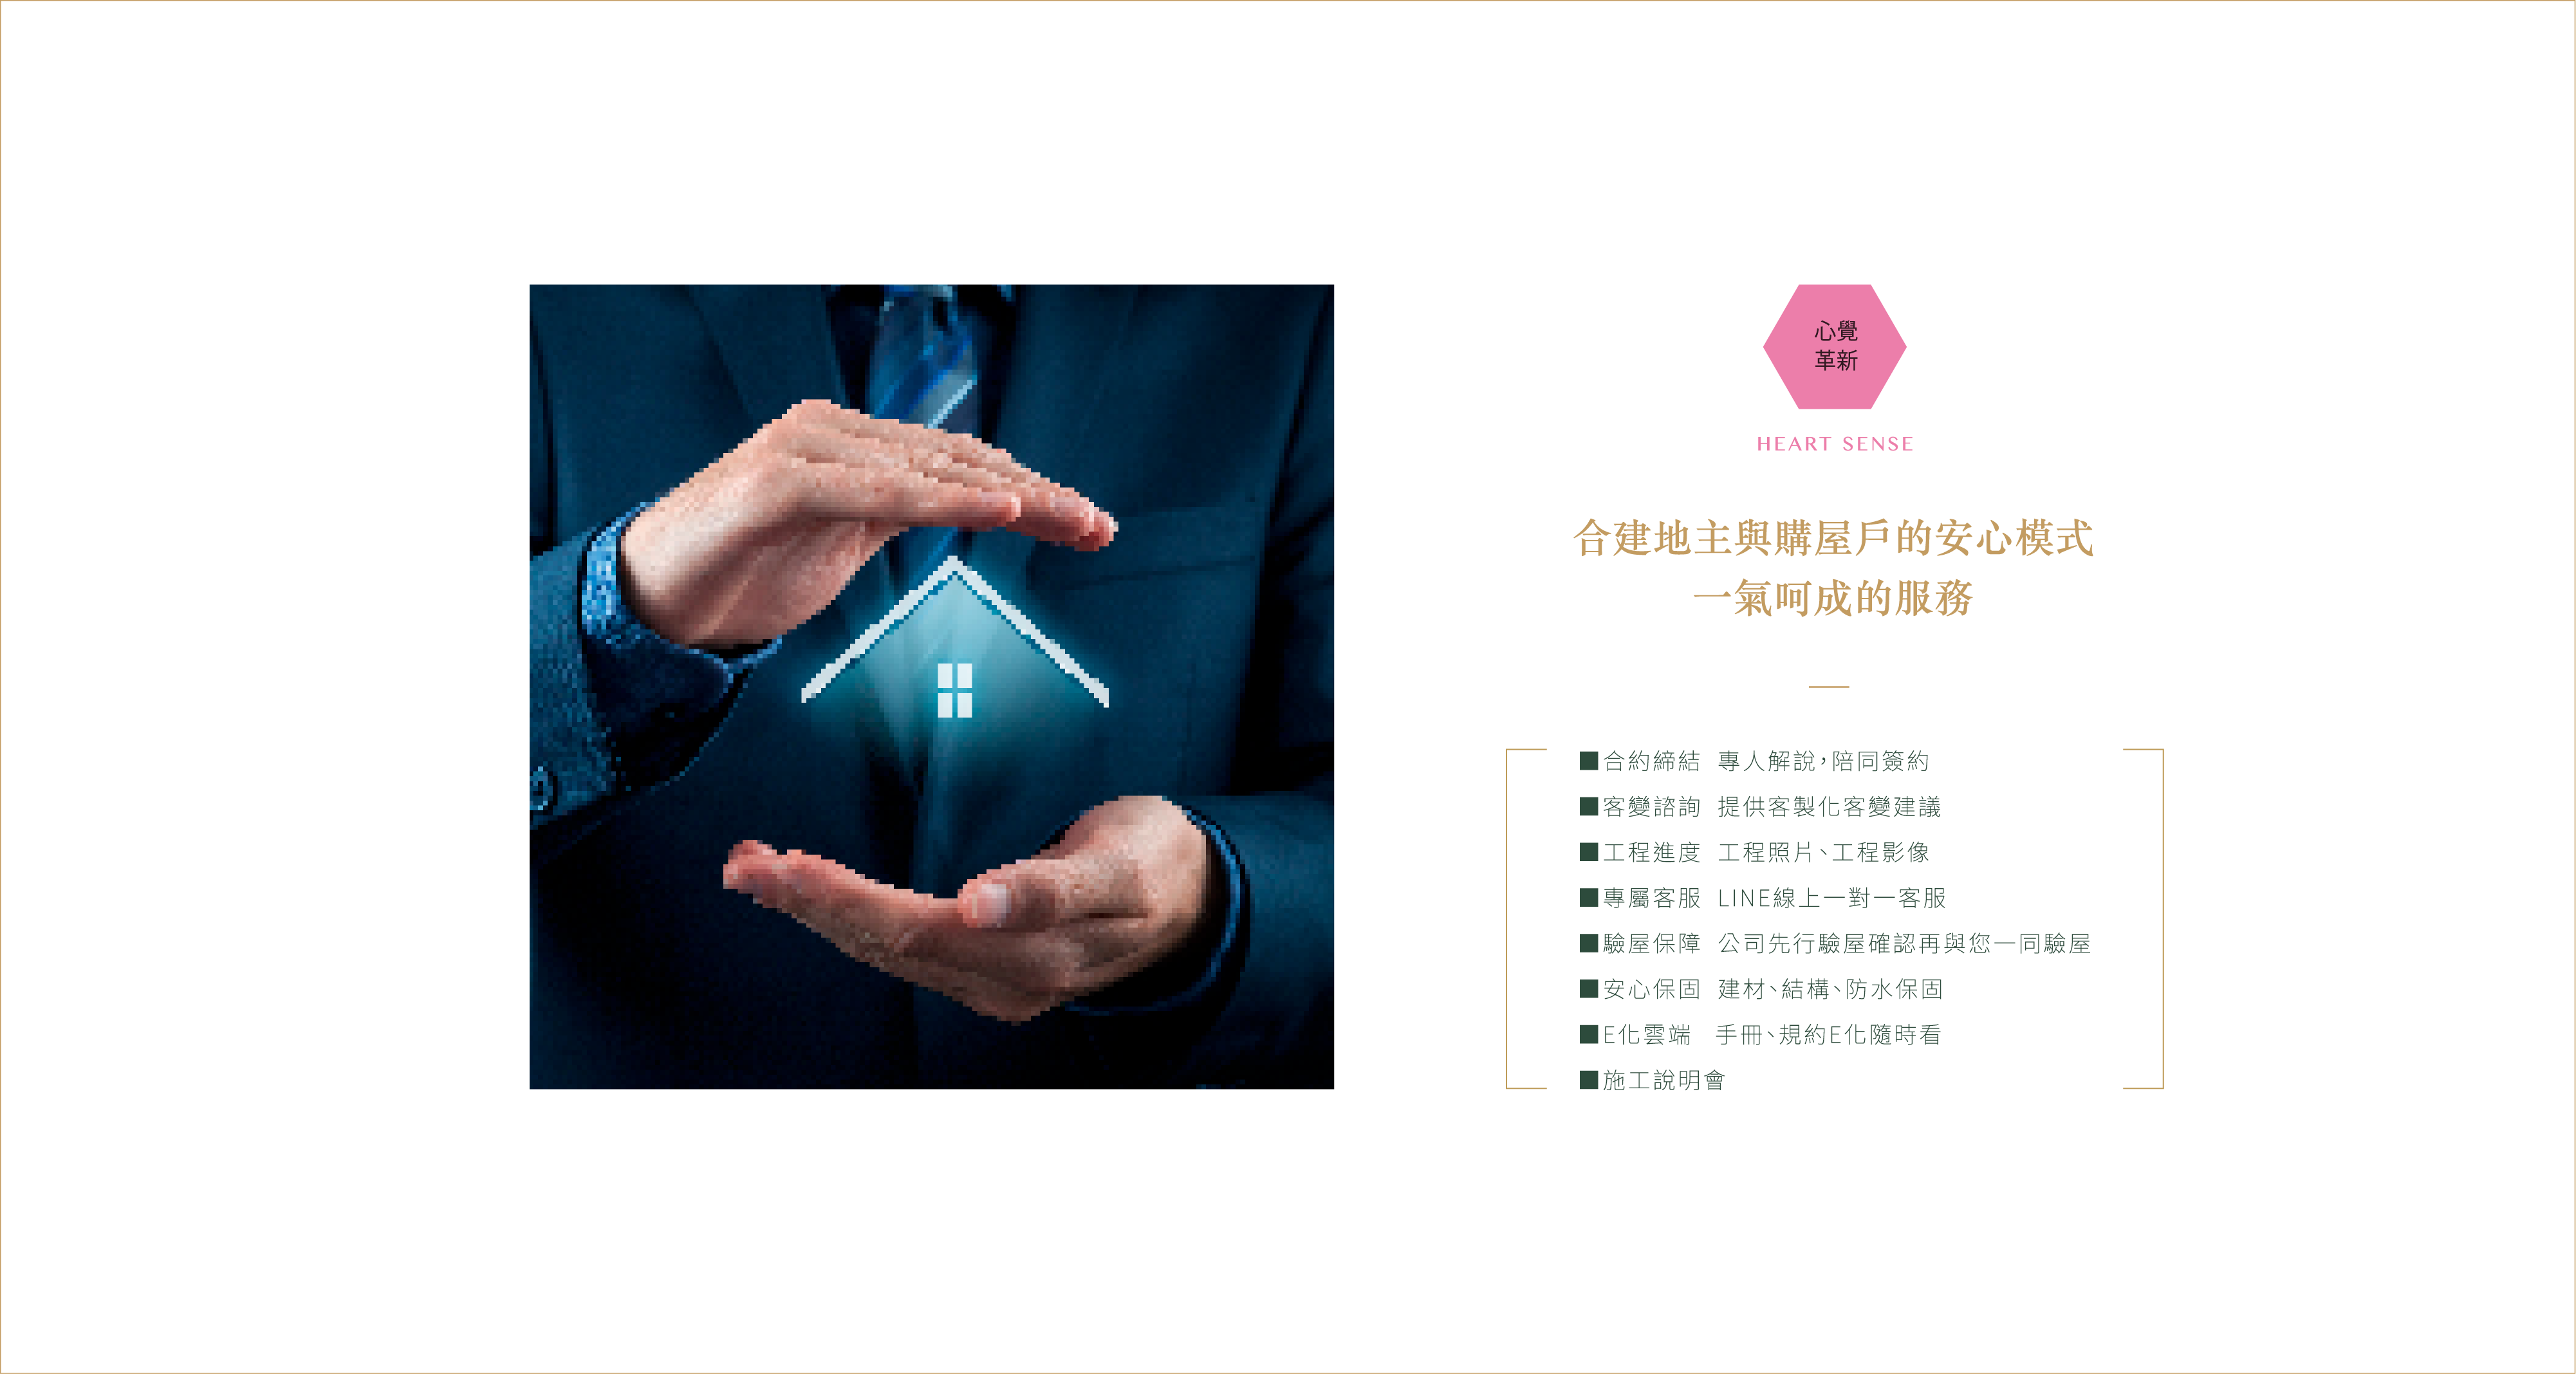 心覺
革新
HEART SENSE
合建地主與購屋戶的安心模式
一氣呵成的服務
■合約締結 專人解說，陪同簽約
■客變諮詢 提供客製化客變建議
■工程進度 工程照片、工程影像
■專屬客服 LINE線上一對一客服
■驗屋保障 公司先行驗屋確認再與您一同驗屋
■安心保固 建材、結構、防水保固
■E化雲端 手冊、規約E化隨時看
■施工說明會